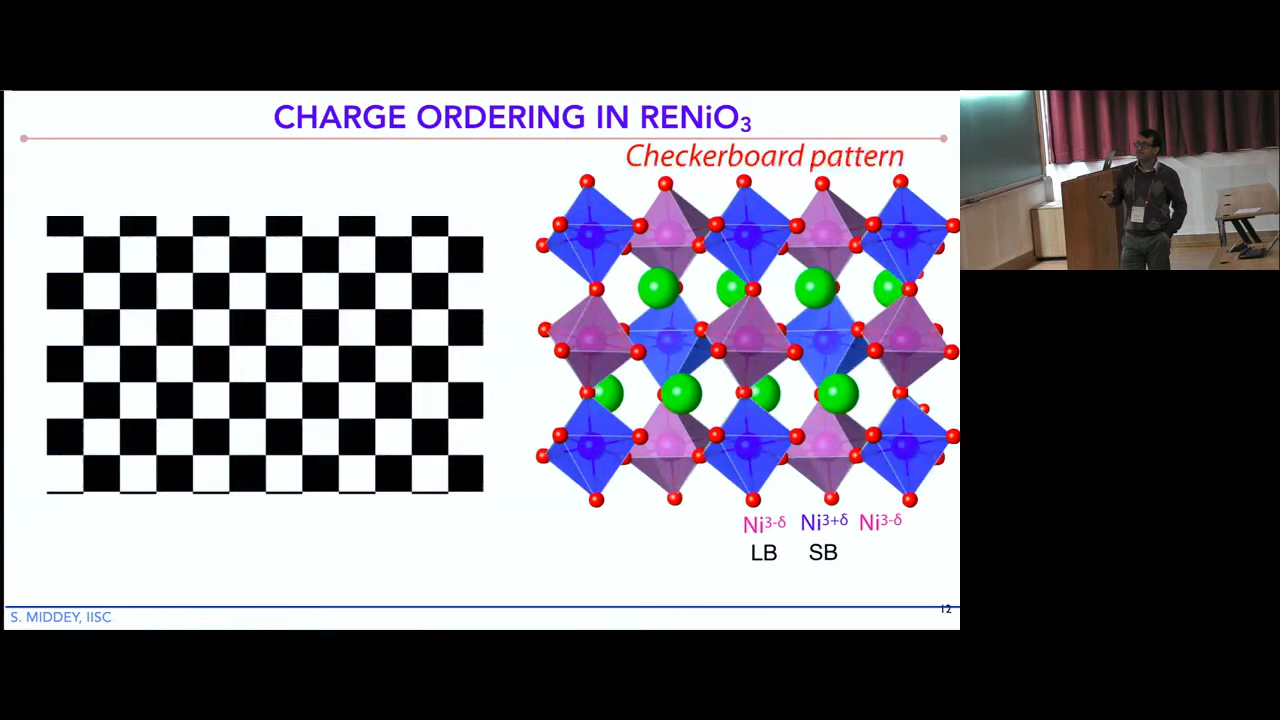 CHARGE ORDERING IN RENiO₃
Checkerboard pattern
Ni³⁻ᵟ Ni³⁺ᵟ Ni³⁻ᵟ
LB SB
S. MIDDEY, IISC
12